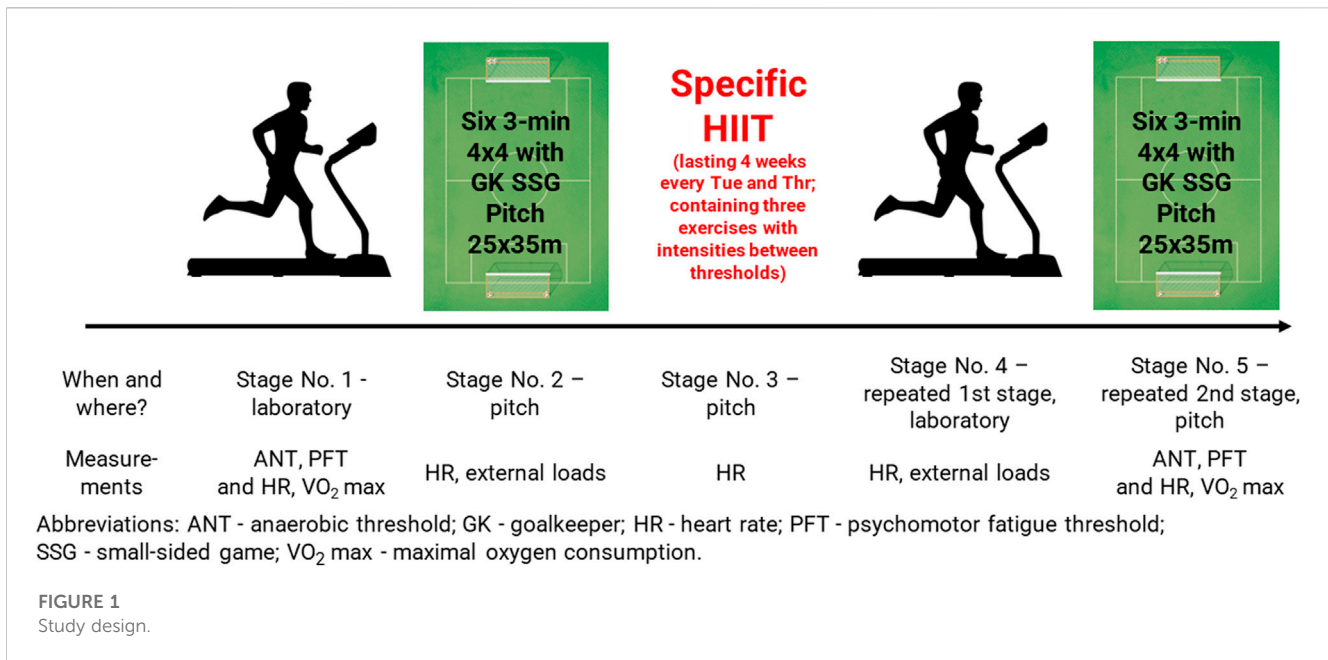 Six 3-min
4x4 with
GK SSG
Pitch
25x35m
Specific
HIIT
(lasting 4 weeks
every Tue and Thr;
containing three
exercises with
intensities between
thresholds)
Six 3-min
4x4 with
GK SSG
Pitch
25x35m
When and
where?
Stage No. 1 -
laboratory
Stage No. 2 –
pitch
Stage No. 3 –
pitch
Stage No. 4 –
repeated 1st stage,
laboratory
Stage No. 5 –
repeated 2nd stage,
pitch
Measure-
ments
ANT, PFT
and HR, VO₂ max
HR, external loads
HR
HR, external loads
ANT, PFT
and HR, VO₂ max
Abbreviations: ANT - anaerobic threshold; GK - goalkeeper; HR - heart rate; PFT - psychomotor fatigue threshold;
SSG - small-sided game; VO₂ max - maximal oxygen consumption.
FIGURE 1
Study design.